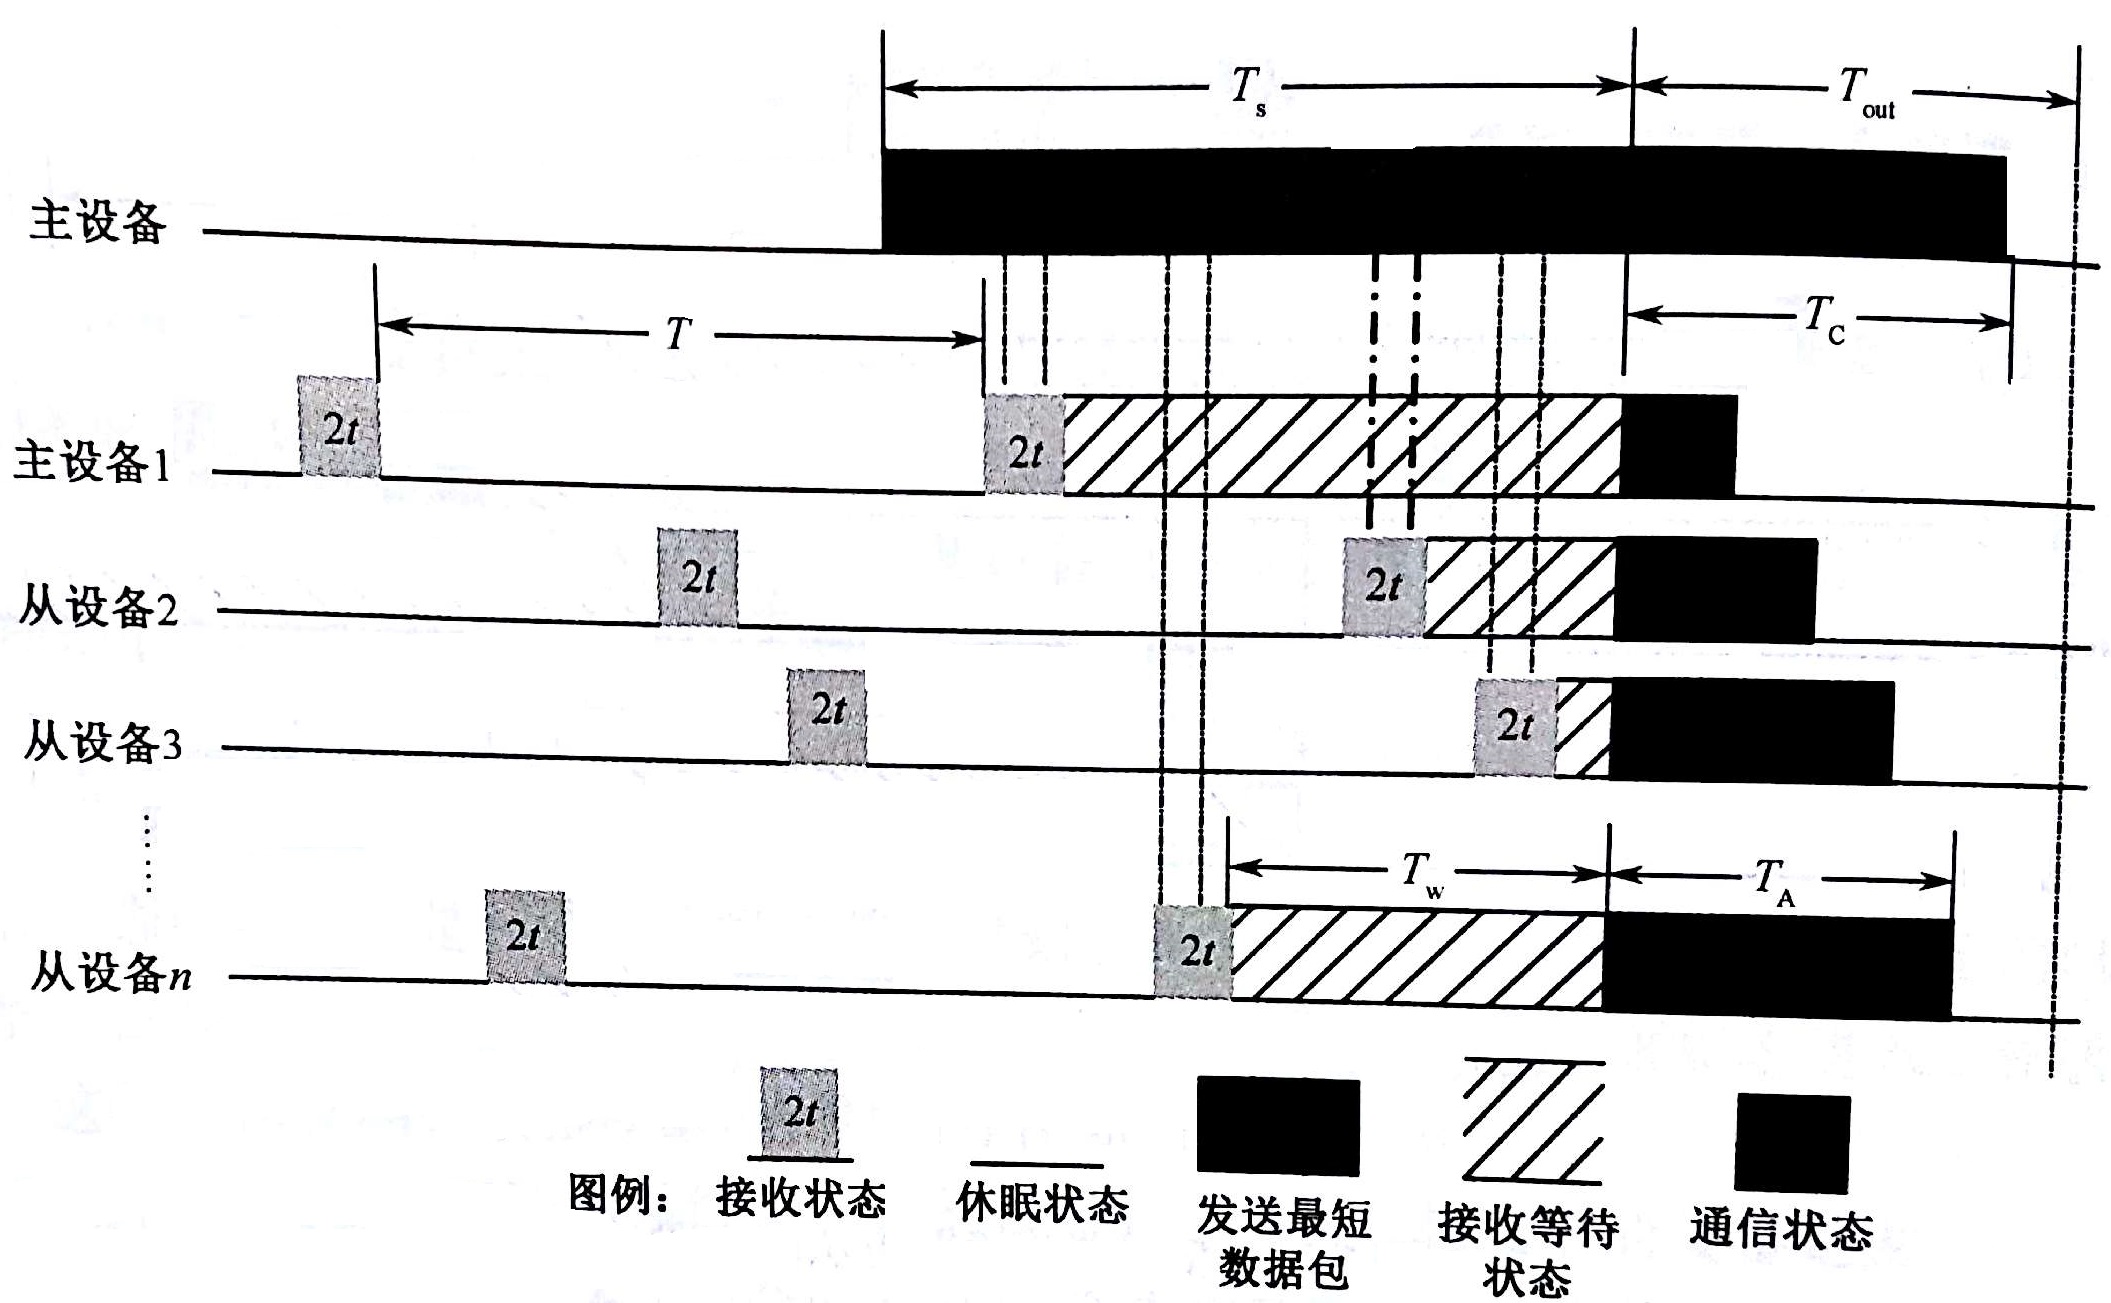 T_s
T_out
主设备
T
T_C
2t
2t
主设备1
2t
2t
从设备2
2t
2t
从设备3
T_w
T_A
2t
2t
从设备n
2t
图例：
接收状态
休眠状态
发送最短
数据包
接收等待
状态
通信状态